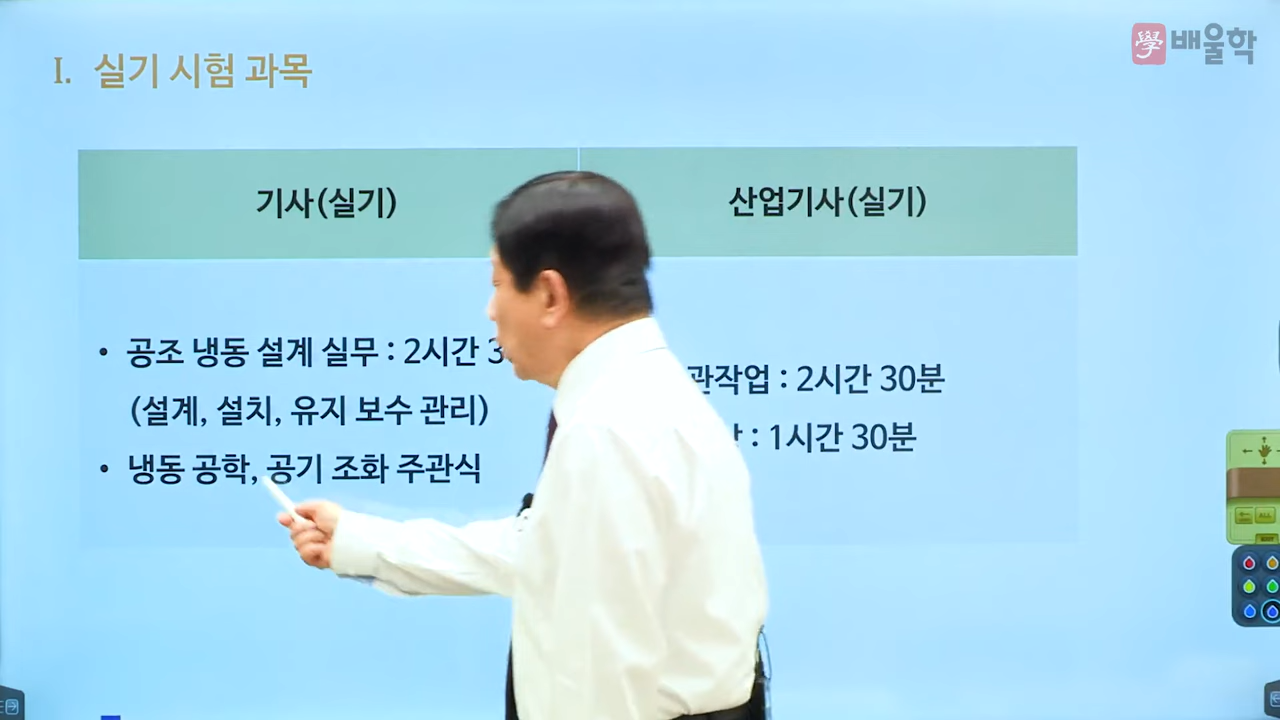 I. 실기 시험 과목
學 배울학
기사(실기)
산업기사(실기)
• 공조 냉동 설계 실무 : 2시간 3
(설계, 설치, 유지 보수 관리)
• 냉동 공학, 공기 조화 주관식
관작업 : 2시간 30분
: 1시간 30분